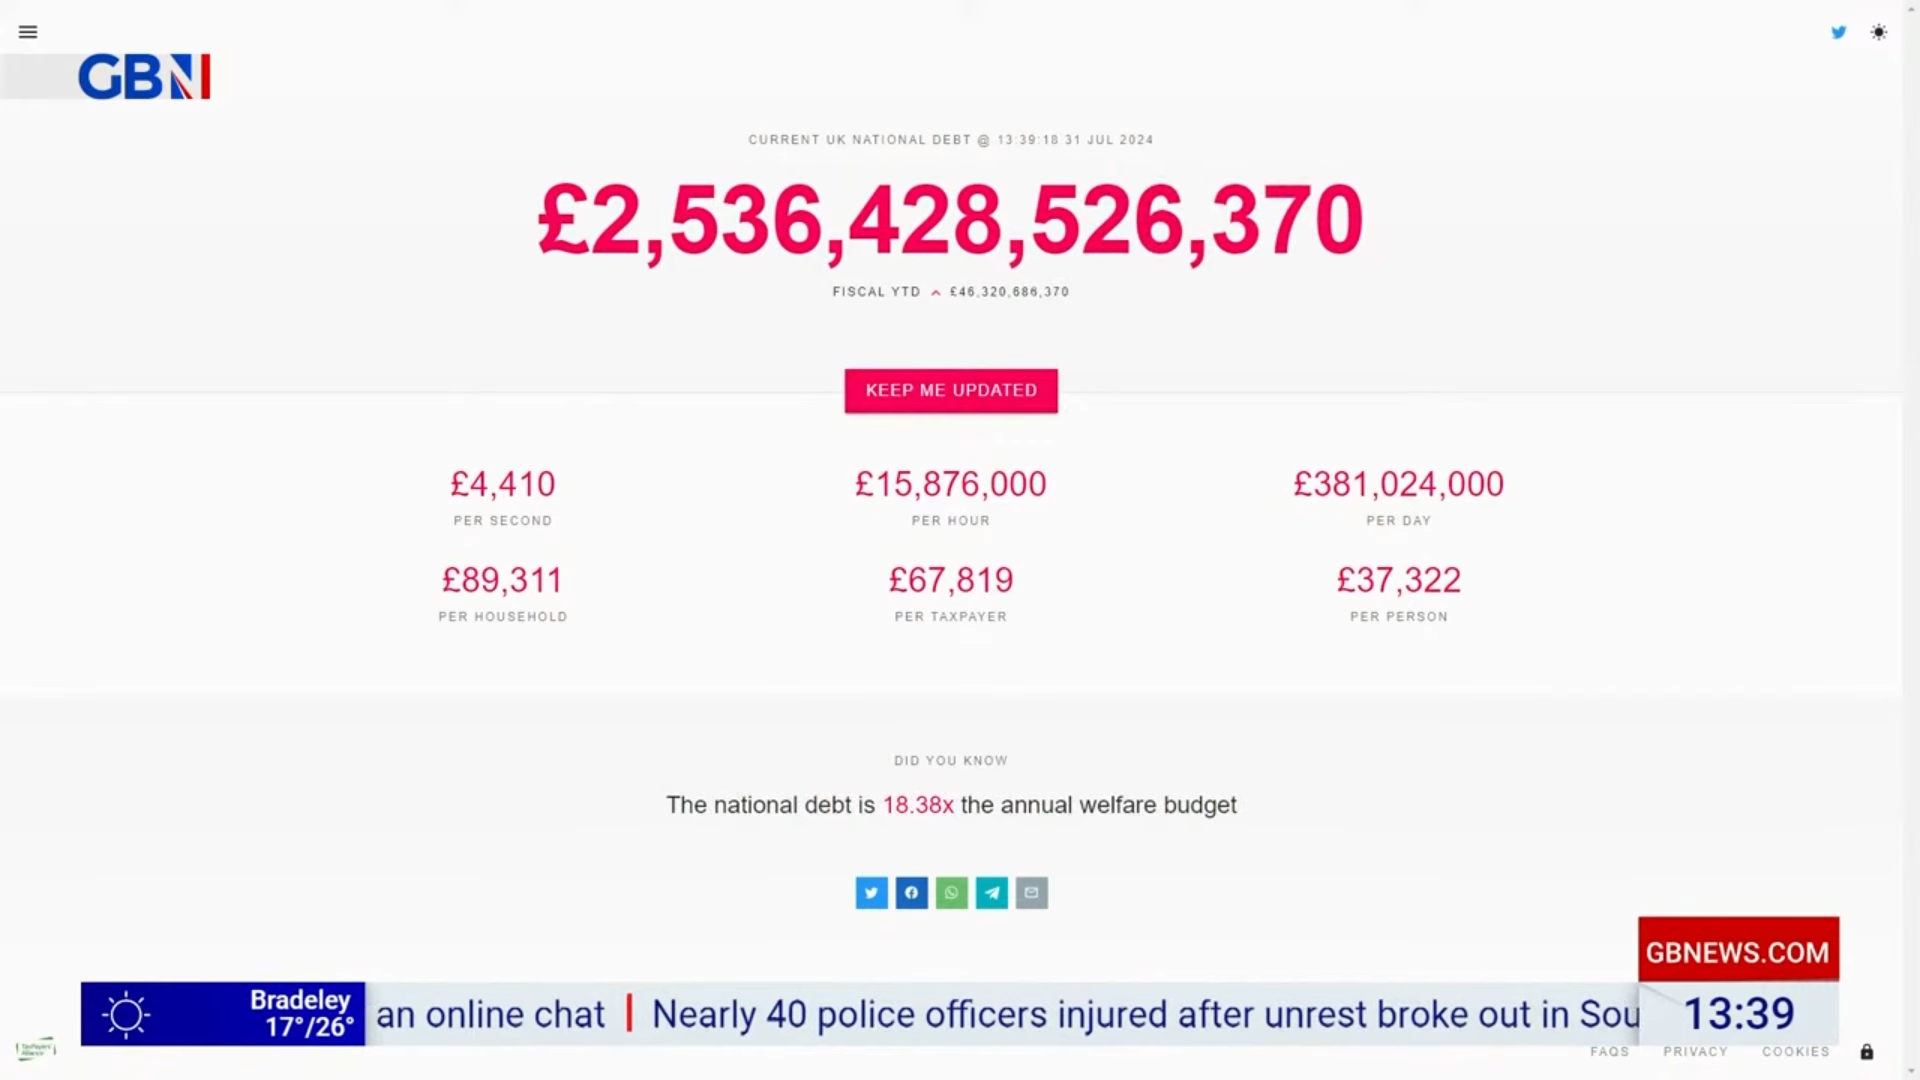 GBN
CURRENT UK NATIONAL DEBT @ 13:39:18 31 JUL 2024
£2,536,428,526,370
FISCAL YTD £46,320,686,370
KEEP ME UPDATED
£4,410
PER SECOND
£15,876,000
PER HOUR
£381,024,000
PER DAY
£89,311
PER HOUSEHOLD
£67,819
PER TAXPAYER
£37,322
PER PERSON
DID YOU KNOW
The national debt is 18.38x the annual welfare budget
GBNEWS.COM
Bradeley
17°/26°
an online chat | Nearly 40 police officers injured after unrest broke out in Sou
13:39
TaxPayers'
Alliance
FAQS PRIVACY COOKIES